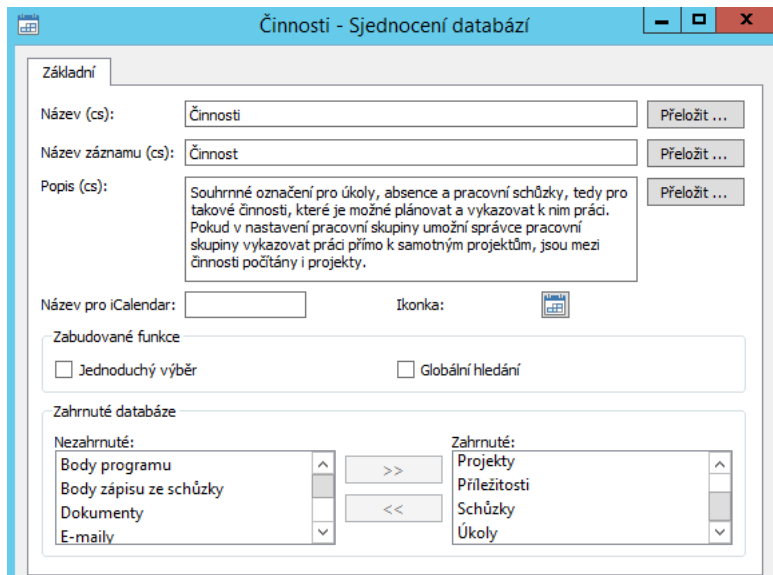 Činnosti - Sjednocení databází
Základní
Název (cs): Činnosti Přeložit ...
Název záznamu (cs): Činnost Přeložit ...
Popis (cs): Souhrnné označení pro úkoly, absence a pracovní schůzky, tedy pro Přeložit ...
takové činnosti, které je možné plánovat a vykazovat k nim práci.
Pokud v nastavení pracovní skupiny umožní správce pracovní
skupiny vykazovat práci přímo k samotným projektům, jsou mezi
činnosti počítány i projekty.
Název pro iCalendar: Ikonka:
Zabudované funkce
Jednoduchý výběr Globální hledání
Zahrnuté databáze
Nezahrnuté: Zahrnuté:
Body programu >> Projekty
Body zápisu ze schůzky Příležitosti
Dokumenty << Schůzky
E-maily Úkoly